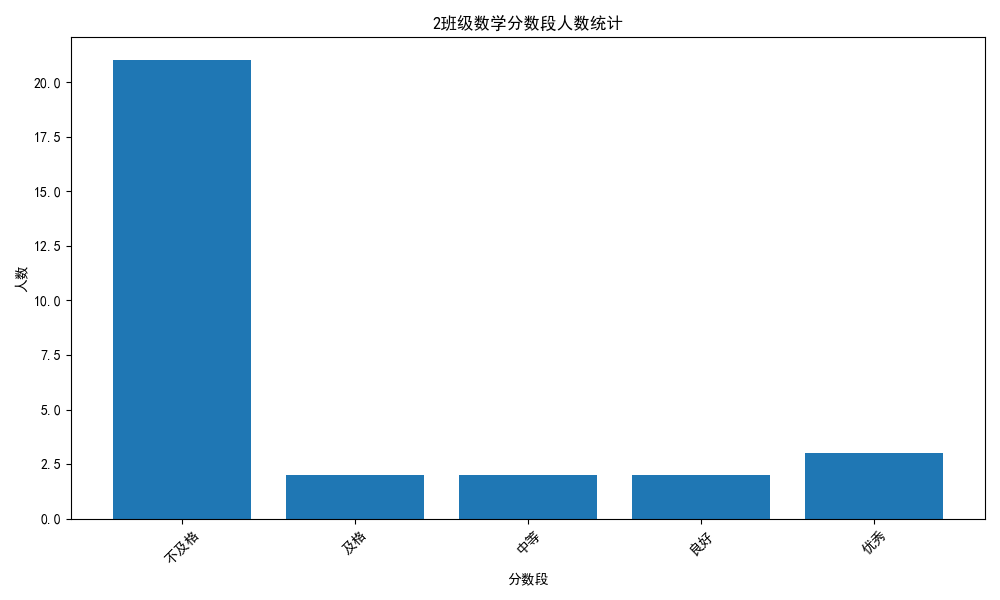 2班级数学分数段人数统计
人数
20.0
17.5
15.0
12.5
10.0
7.5
5.0
2.5
0.0
不及格
及格
中等
良好
优秀
分数段